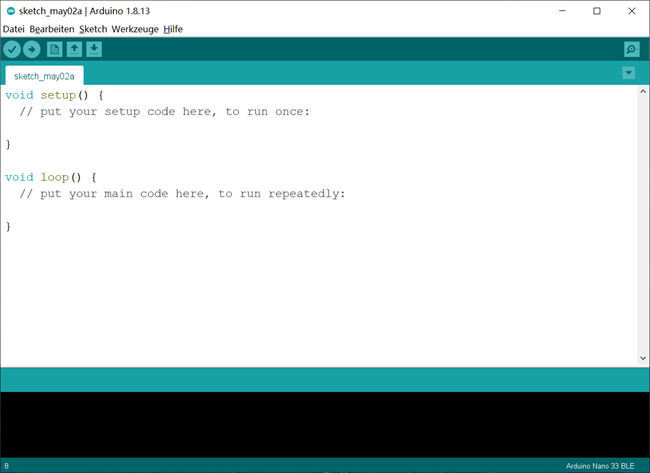 sketch_may02a | Arduino 1.8.13
Datei Bearbeiten Sketch Werkzeuge Hilfe
sketch_may02a
void setup() {
  // put your setup code here, to run once:
}
void loop() {
  // put your main code here, to run repeatedly:
}
8 Arduino Nano 33 BLE